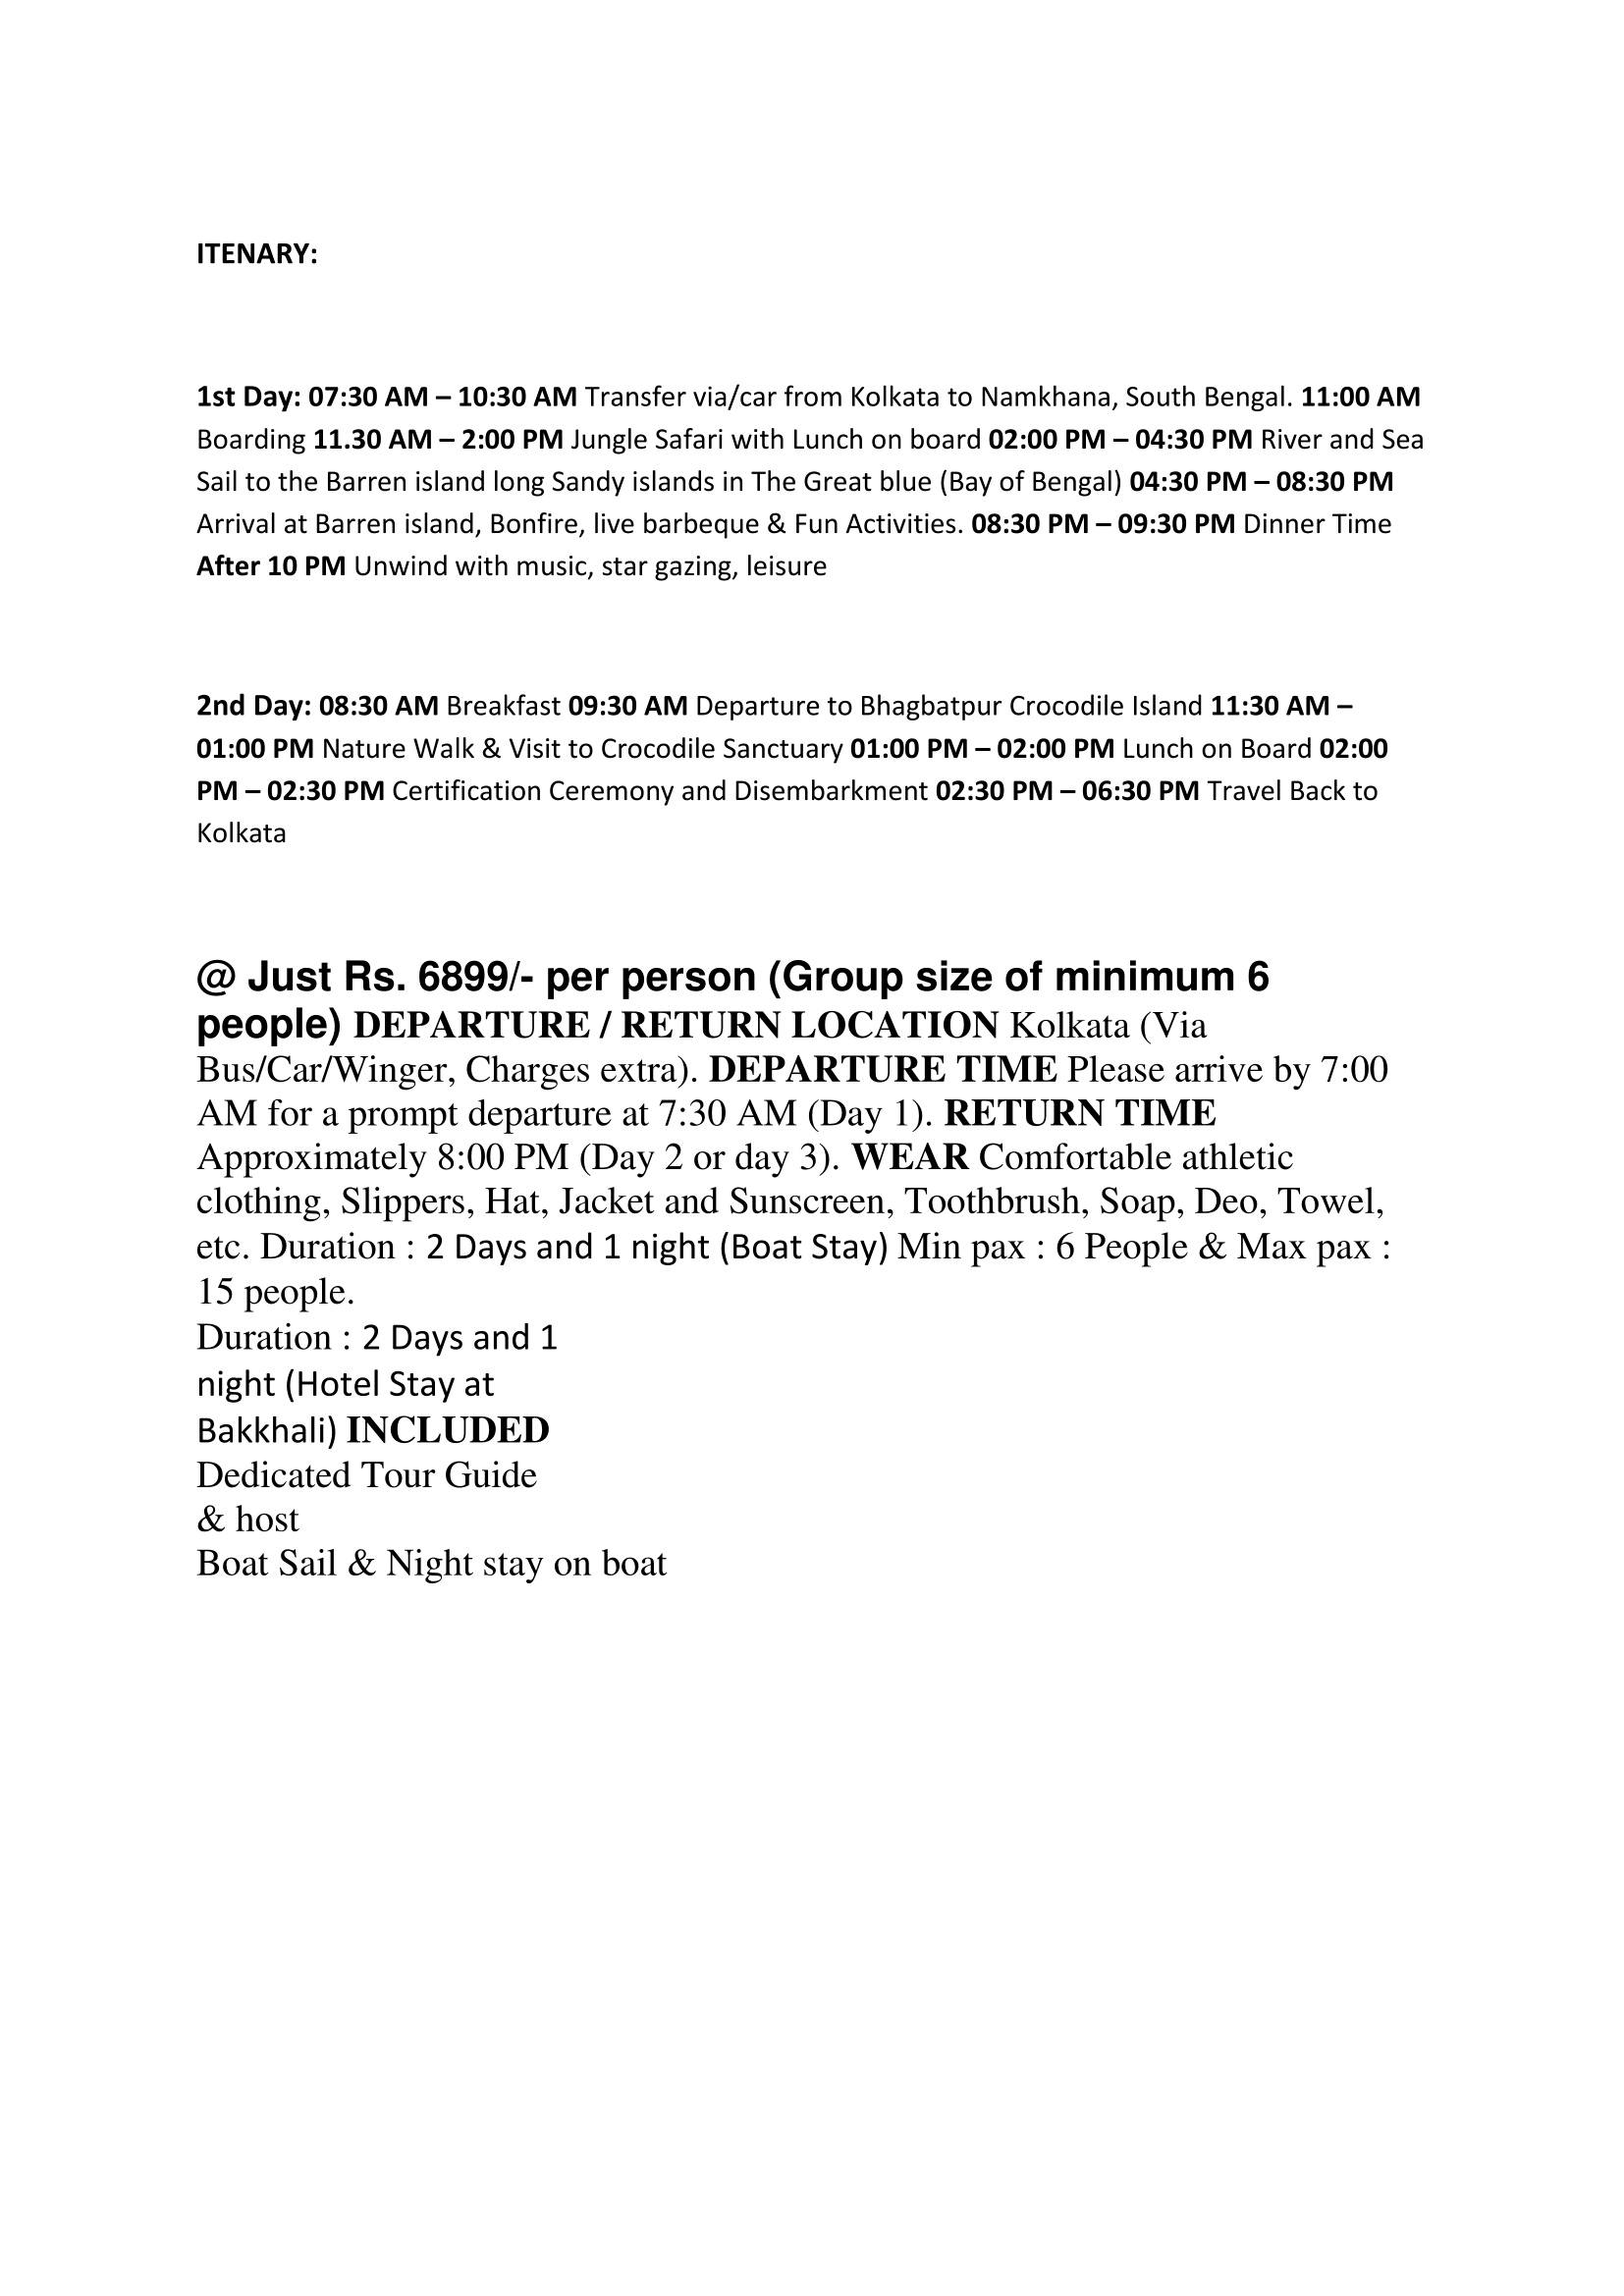 ITENARY:
1st Day: 07:30 AM – 10:30 AM Transfer via/car from Kolkata to Namkhana, South Bengal. 11:00 AM
Boarding 11.30 AM – 2:00 PM Jungle Safari with Lunch on board 02:00 PM – 04:30 PM River and Sea
Sail to the Barren island long Sandy islands in The Great blue (Bay of Bengal) 04:30 PM – 08:30 PM
Arrival at Barren island, Bonfire, live barbeque & Fun Activities. 08:30 PM – 09:30 PM Dinner Time
After 10 PM Unwind with music, star gazing, leisure
2nd Day: 08:30 AM Breakfast 09:30 AM Departure to Bhagbatpur Crocodile Island 11:30 AM –
01:00 PM Nature Walk & Visit to Crocodile Sanctuary 01:00 PM – 02:00 PM Lunch on Board 02:00
PM – 02:30 PM Certification Ceremony and Disembarkment 02:30 PM – 06:30 PM Travel Back to
Kolkata
@ Just Rs. 6899/- per person (Group size of minimum 6
people) DEPARTURE / RETURN LOCATION Kolkata (Via
Bus/Car/Winger, Charges extra). DEPARTURE TIME Please arrive by 7:00
AM for a prompt departure at 7:30 AM (Day 1). RETURN TIME
Approximately 8:00 PM (Day 2 or day 3). WEAR Comfortable athletic
clothing, Slippers, Hat, Jacket and Sunscreen, Toothbrush, Soap, Deo, Towel,
etc. Duration : 2 Days and 1 night (Boat Stay) Min pax : 6 People & Max pax :
15 people.
Duration : 2 Days and 1
night (Hotel Stay at
Bakkhali) INCLUDED
Dedicated Tour Guide
& host
Boat Sail & Night stay on boat